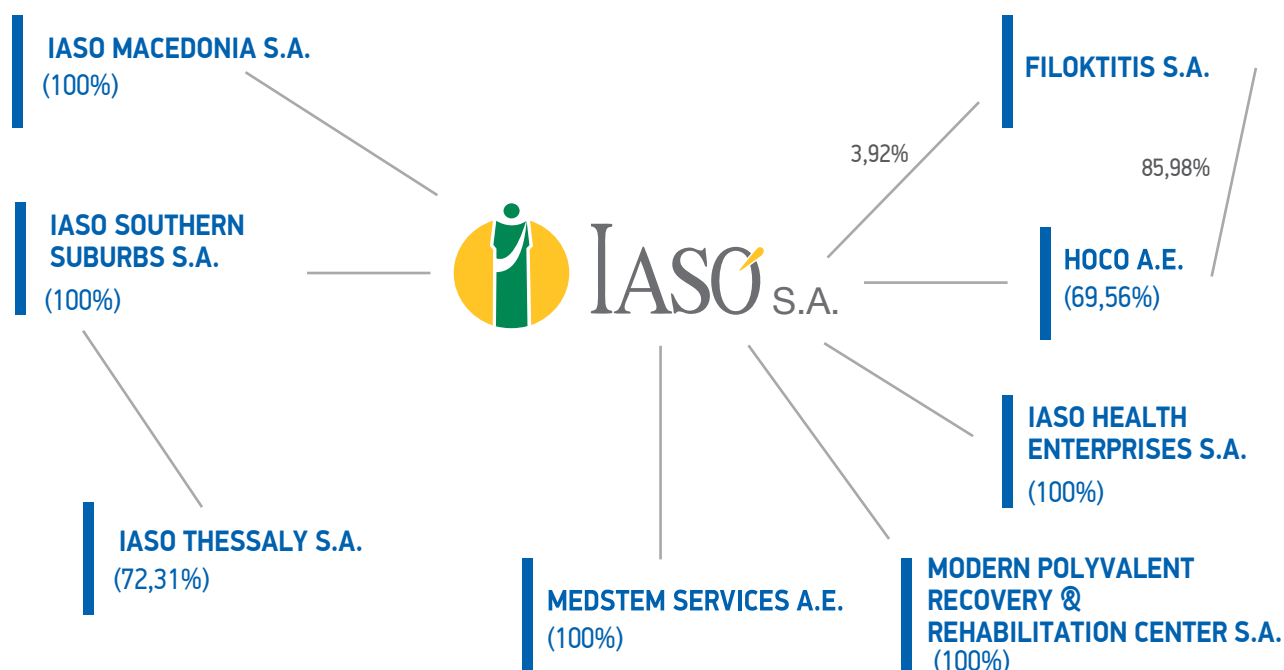 IASO MACEDONIA S.A.
(100%)
FILOKTITIS S.A.
3,92%
85,98%
IASO SOUTHERN
SUBURBS S.A.
(100%)
IASO S.A.
HOCO A.E.
(69,56%)
IASO HEALTH
ENTERPRISES S.A.
(100%)
IASO THESSALY S.A.
(72,31%)
MEDSTEM SERVICES A.E.
(100%)
MODERN POLYVALENT
RECOVERY &
REHABILITATION CENTER S.A.
(100%)